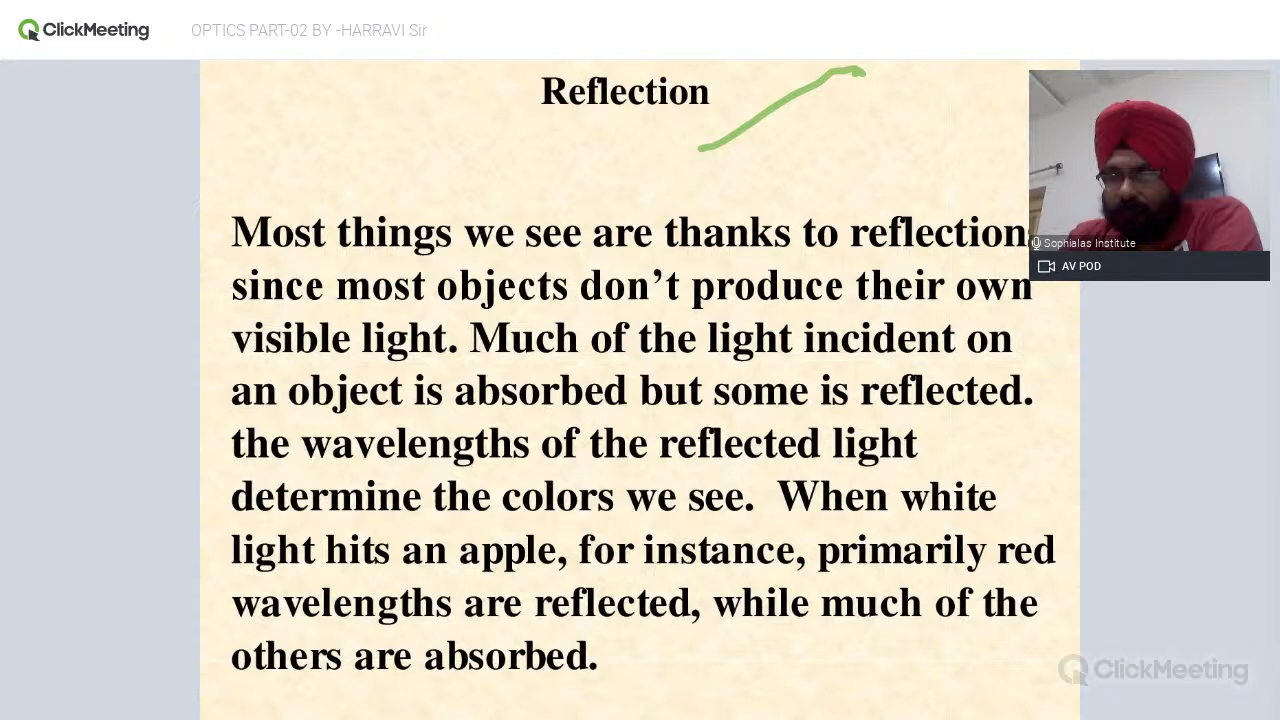 ClickMeeting
OPTICS PART-02 BY -HARRAVI Sir
Reflection
Most things we see are thanks to reflection,
since most objects don’t produce their own
visible light. Much of the light incident on
an object is absorbed but some is reflected.
the wavelengths of the reflected light
determine the colors we see.  When white
light hits an apple, for instance, primarily red
wavelengths are reflected, while much of the
others are absorbed.
Sophialas Institute
AV POD
ClickMeeting